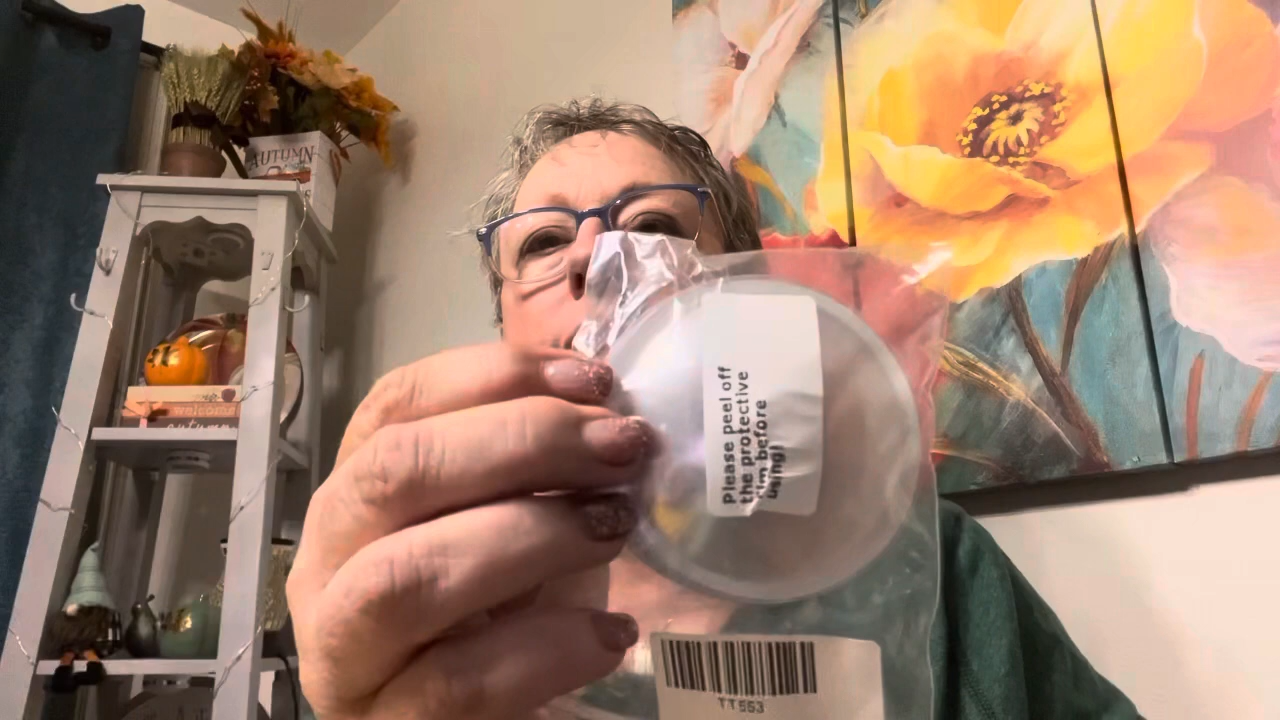 AUTUMN
welcome
autumn
Please peel off
the protective
film before
using!
TT553